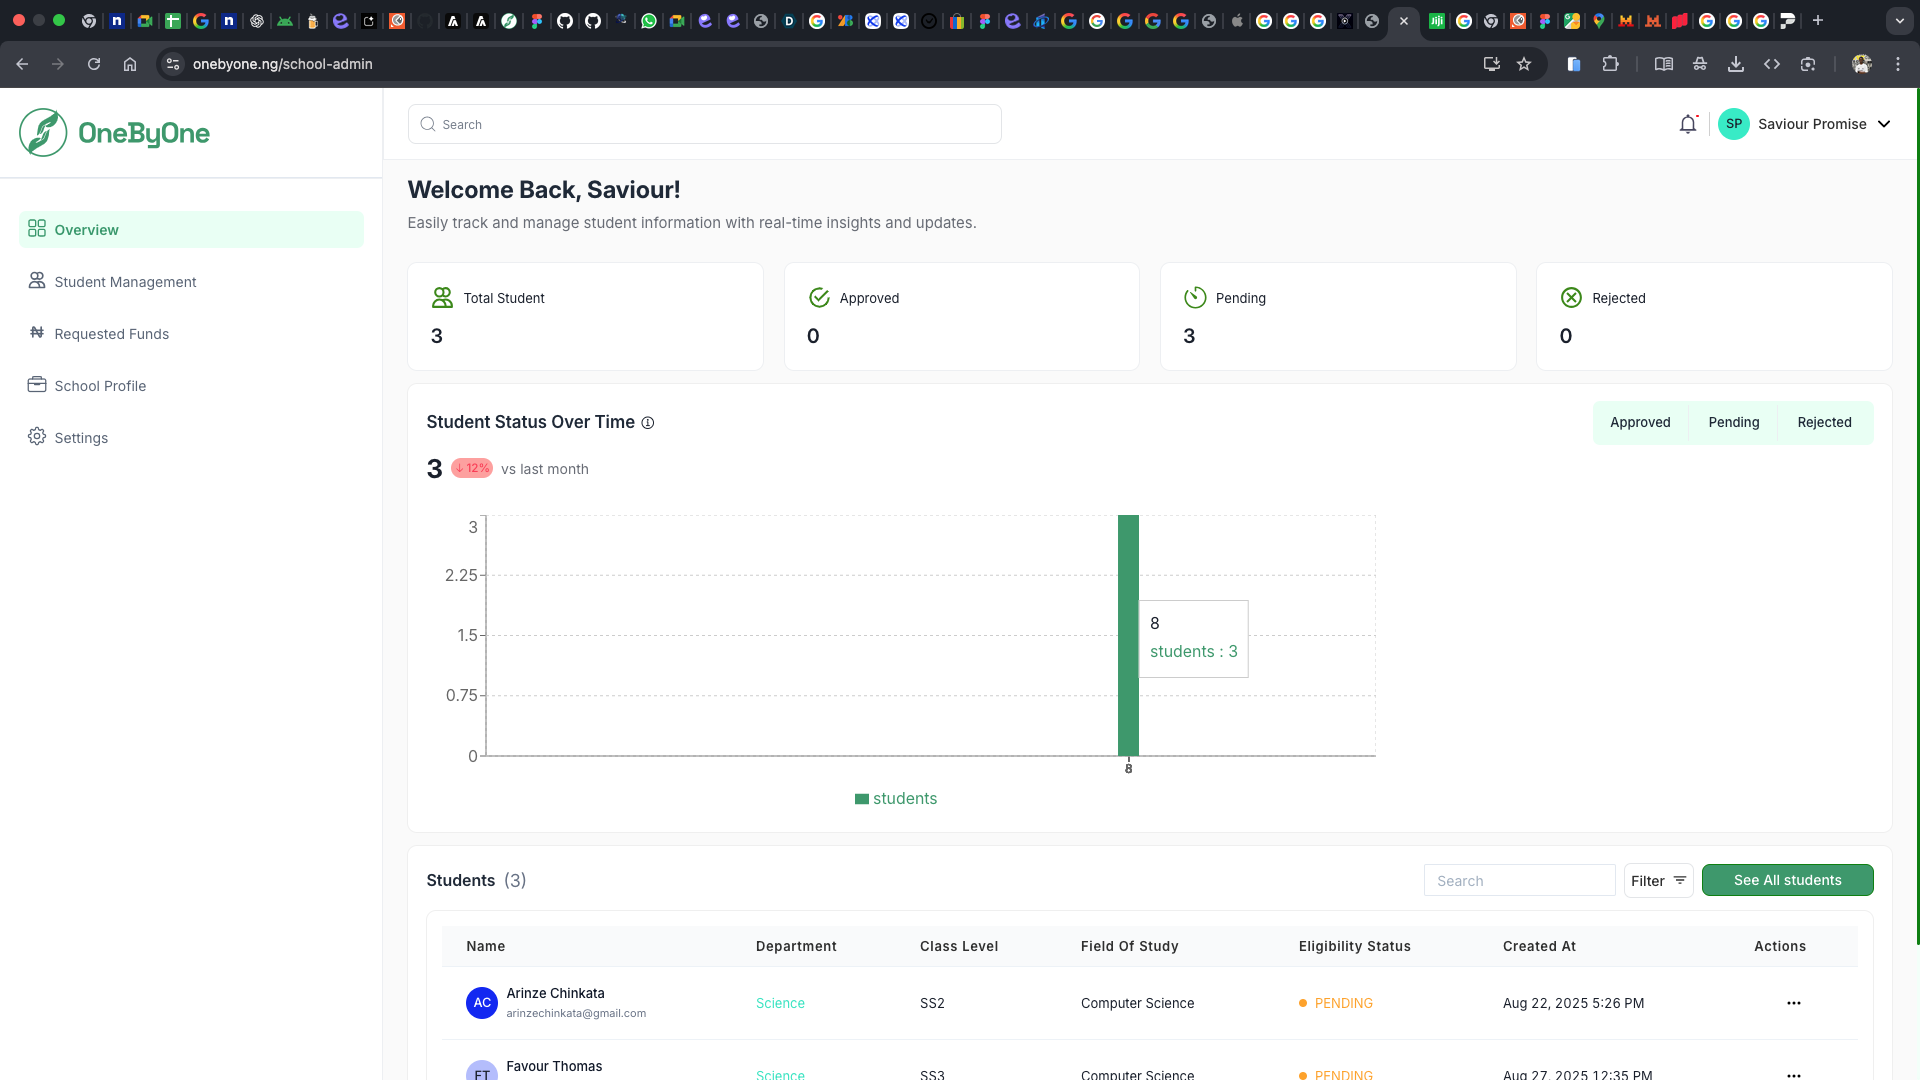 onebyone.ng/school-admin
OneByOne
Search
SP
Saviour Promise
Overview
Student Management
Requested Funds
School Profile
Settings
Welcome Back, Saviour!
Easily track and manage student information with real-time insights and updates.
Total Student
3
Approved
0
Pending
3
Rejected
0
Student Status Over Time
Approved
Pending
Rejected
3
↓ 12%
vs last month
3
2.25
1.5
0.75
0
8
students : 3
8
students
Students (3)
Search
Filter
See All students
Name Department Class Level Field Of Study Eligibility Status Created At Actions
AC
Arinze Chinkata
arinzechinkata@gmail.com
Science
SS2
Computer Science
PENDING
Aug 22, 2025 5:26 PM
FT
Favour Thomas
Science
SS3
Computer Science
PENDING
Aug 27, 2025 12:35 PM